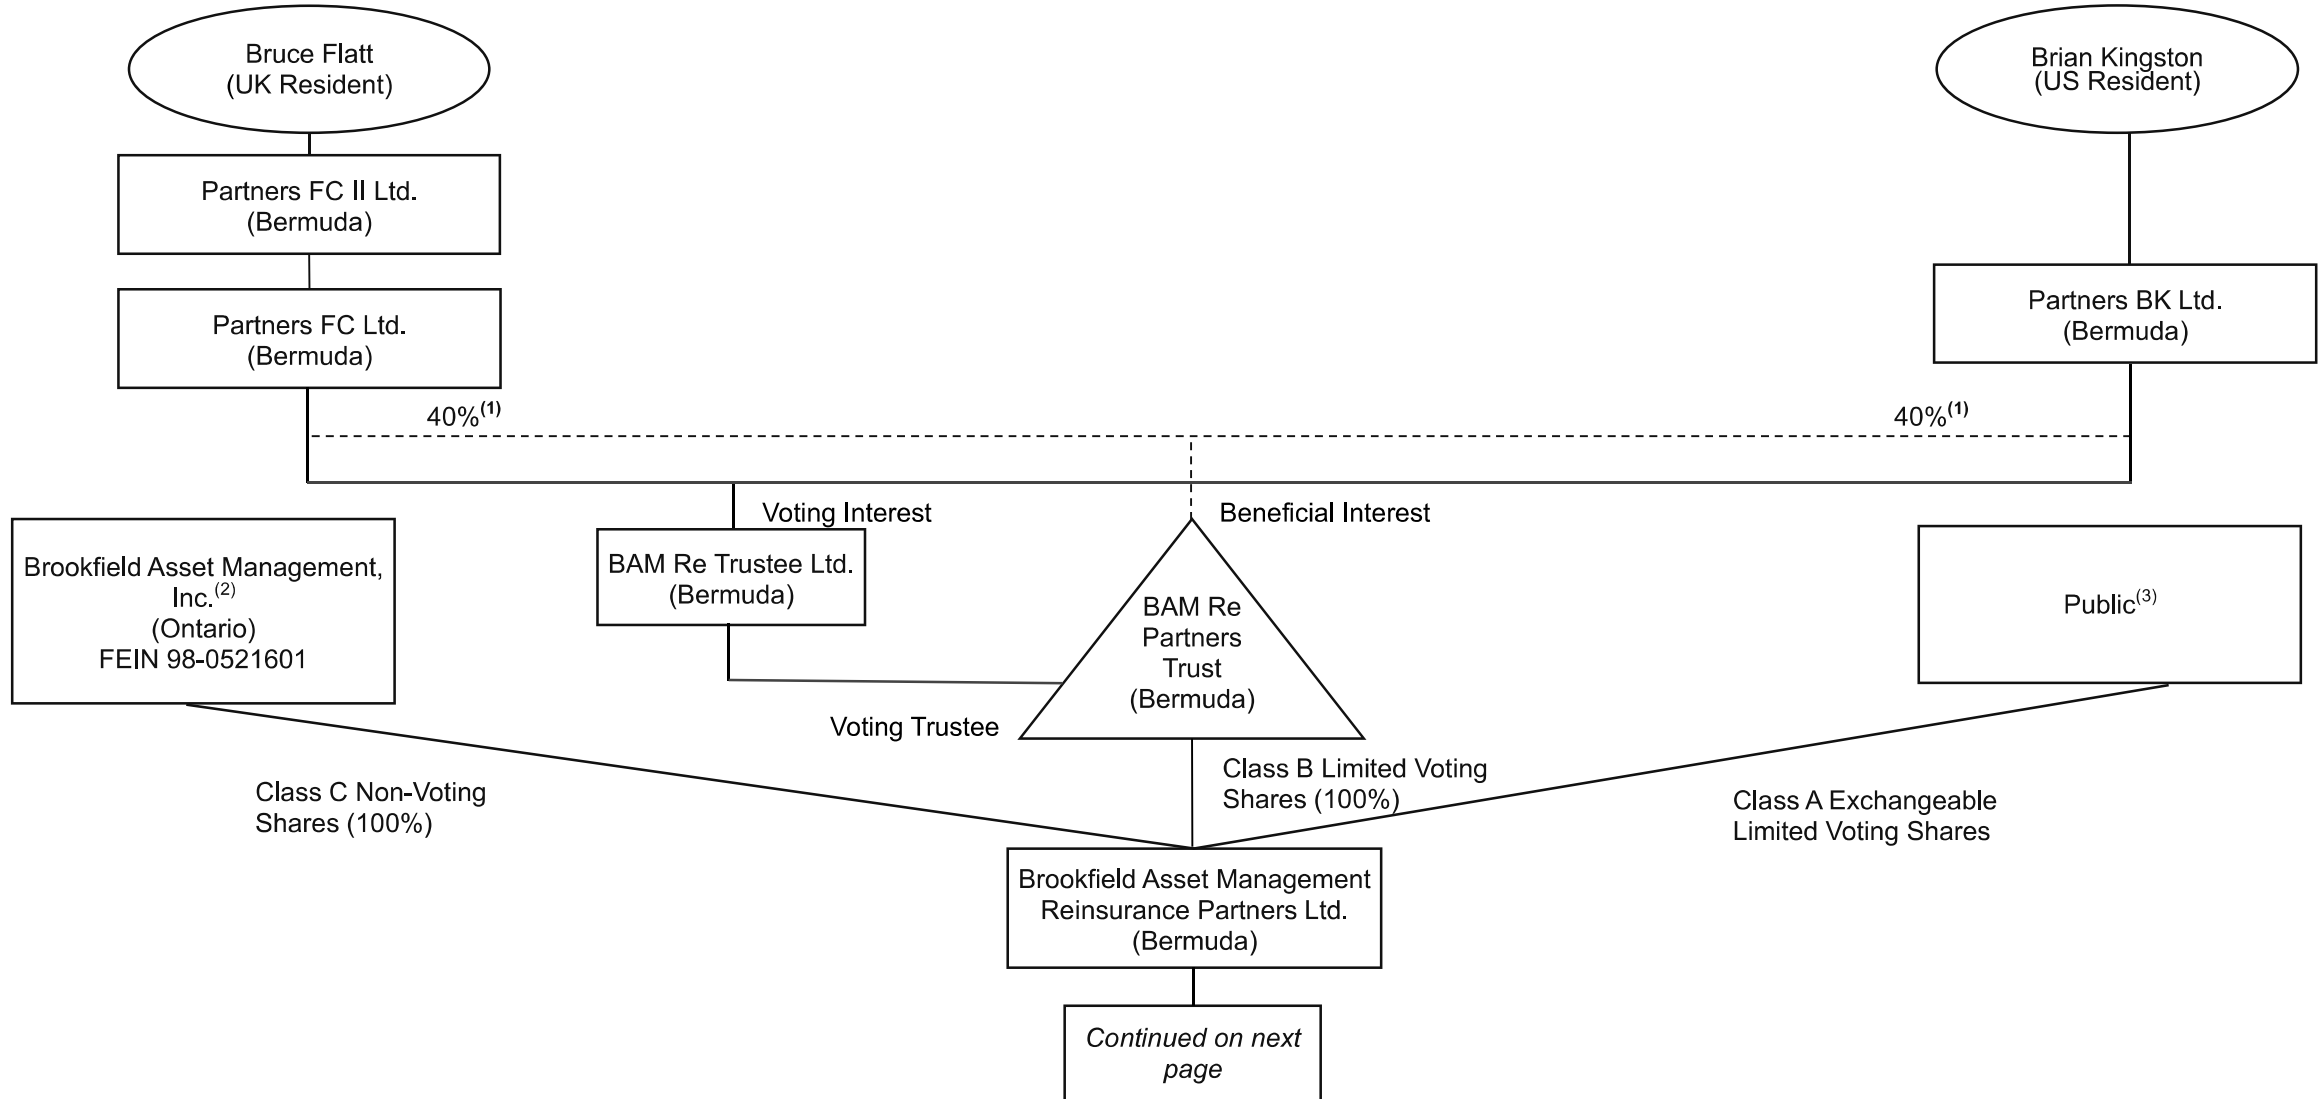 Bruce Flatt
(UK Resident)
Brian Kingston
(US Resident)
Partners FC II Ltd.
(Bermuda)
Partners FC Ltd.
(Bermuda)
Partners BK Ltd.
(Bermuda)
40%(1)
40%(1)
Voting Interest
Beneficial Interest
Brookfield Asset Management,
Inc.(2)
(Ontario)
FEIN 98-0521601
BAM Re Trustee Ltd.
(Bermuda)
BAM Re
Partners
Trust
(Bermuda)
Public(3)
Voting Trustee
Class C Non-Voting
Shares (100%)
Class B Limited Voting
Shares (100%)
Class A Exchangeable
Limited Voting Shares
Brookfield Asset Management
Reinsurance Partners Ltd.
(Bermuda)
Continued on next
page